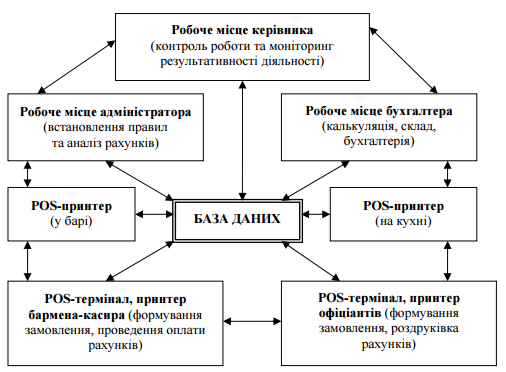 Робоче місце керівника
(контроль роботи та моніторинг
результативності діяльності)
Робоче місце адміністратора
(встановлення правил
та аналіз рахунків)
Робоче місце бухгалтера
(калькуляція, склад,
бухгалтерія)
POS-принтер
(у барі)
БАЗА ДАНИХ
POS-принтер
(на кухні)
POS-термінал, принтер
бармена-касира (формування
замовлення, проведення оплати
рахунків)
POS-термінал, принтер
офіціантів (формування
замовлення, роздруківка
рахунків)